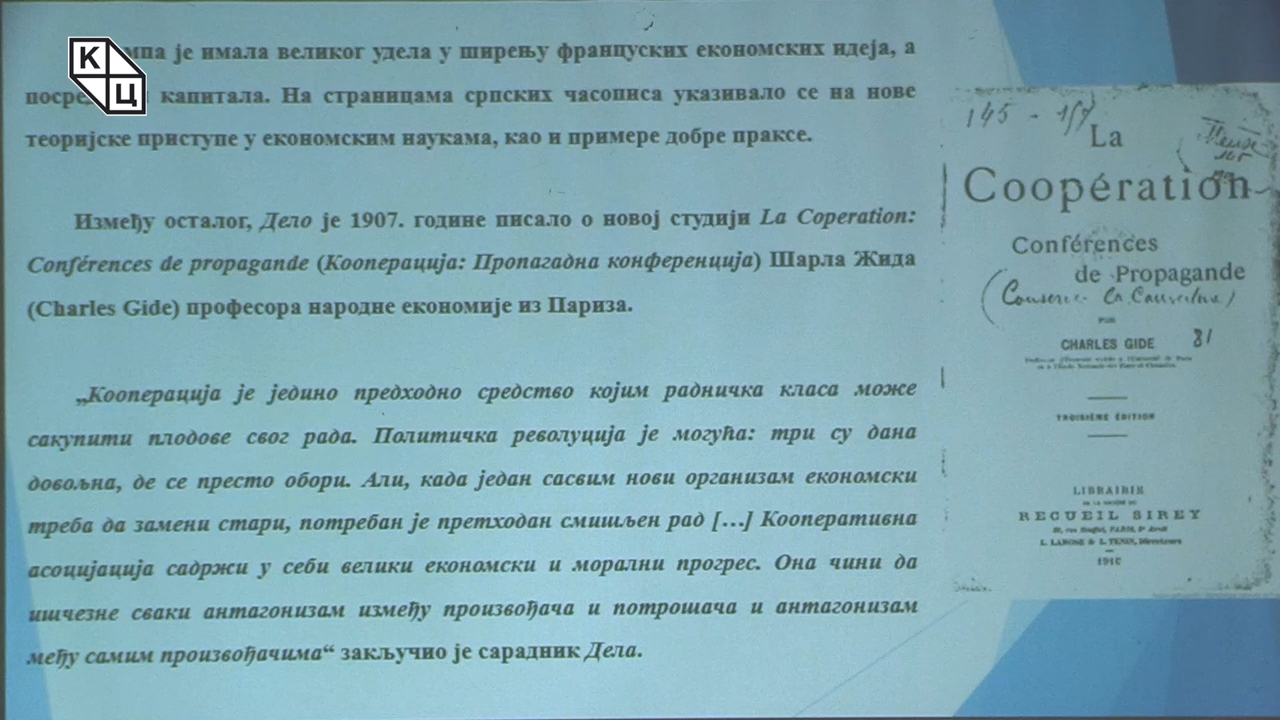 К
Ц
је имала великог удела у ширењу француских економских идеја, а
капитала. На страницама српских часописа указивало се на нове
теоријске приступе у економским наукама, као и примере добре праксе.
Између осталог, Дело је 1907. године писало о новој студији La Coperation:
Conférences de propagande (Кооперација: Пропагадна конференција) Шарла Жида
(Charles Gide) професора народне економије из Париза.
„Кооперација је једино предходно средство којим радничка класа може
сакупити плодове свог рада. Политичка револуција је могућа: три су дана
довољна, де се престо обори. Али, када један сасвим нови организам економски
треба да замени стари, потребан је претходан смишљен рад […] Кооперативна
асоцијација садржи у себи велики економски и морални прогрес. Она чини да
ишчезне сваки антагонизам између произвођача и потрошача и антагонизам
међу самим произвођачима“ закључио је сарадник Дела.
145 -
La
Coopération
Conférences
de Propagande
PAR
CHARLES GIDE 81
TROISIÈME ÉDITION
LIBRAIRIE
RECUEIL SIREY
L. LAROSE & L. TENIN, Directeurs
1910